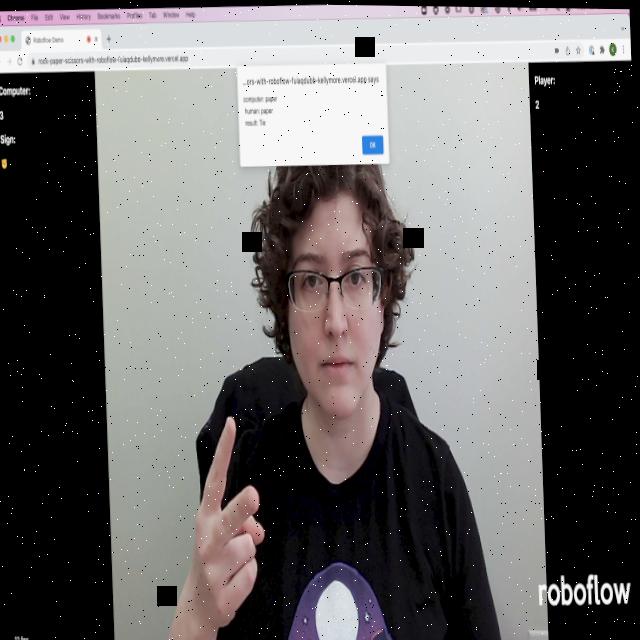 Chrome File Edit View History Bookmarks Profiles Tab Window Help
Roboflow Demo
rock-paper-scissors-with-roboflow-fuiaqdubs-kellymore.vercel.app
...ors-with-roboflow-fuiaqdubs-kellymore.vercel.app says
computer: paper
human: paper
result: Tie
OK
Computer:
3
Sign:
Player:
2
roboflow